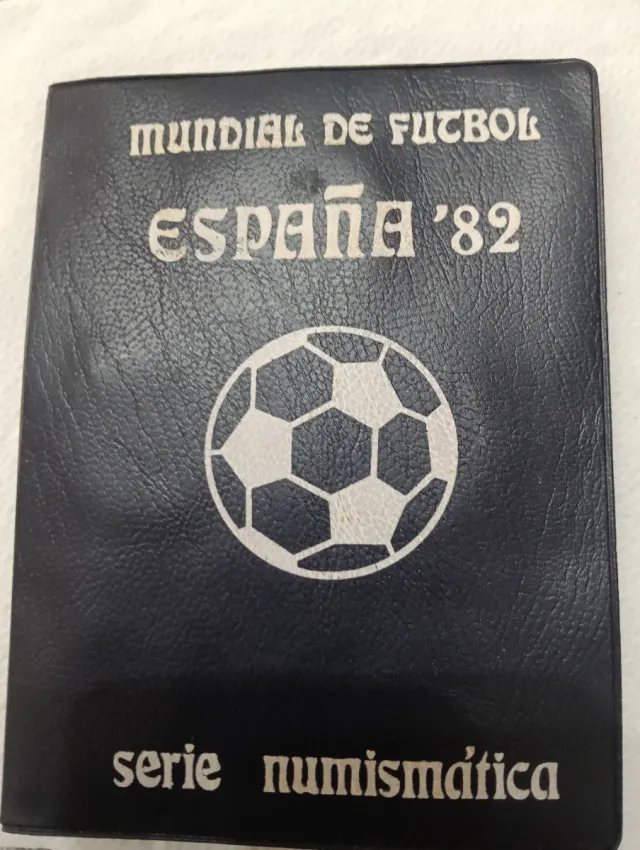 MUNDIAL DE FUTBOL
ESPAÑA '82
serie numismática